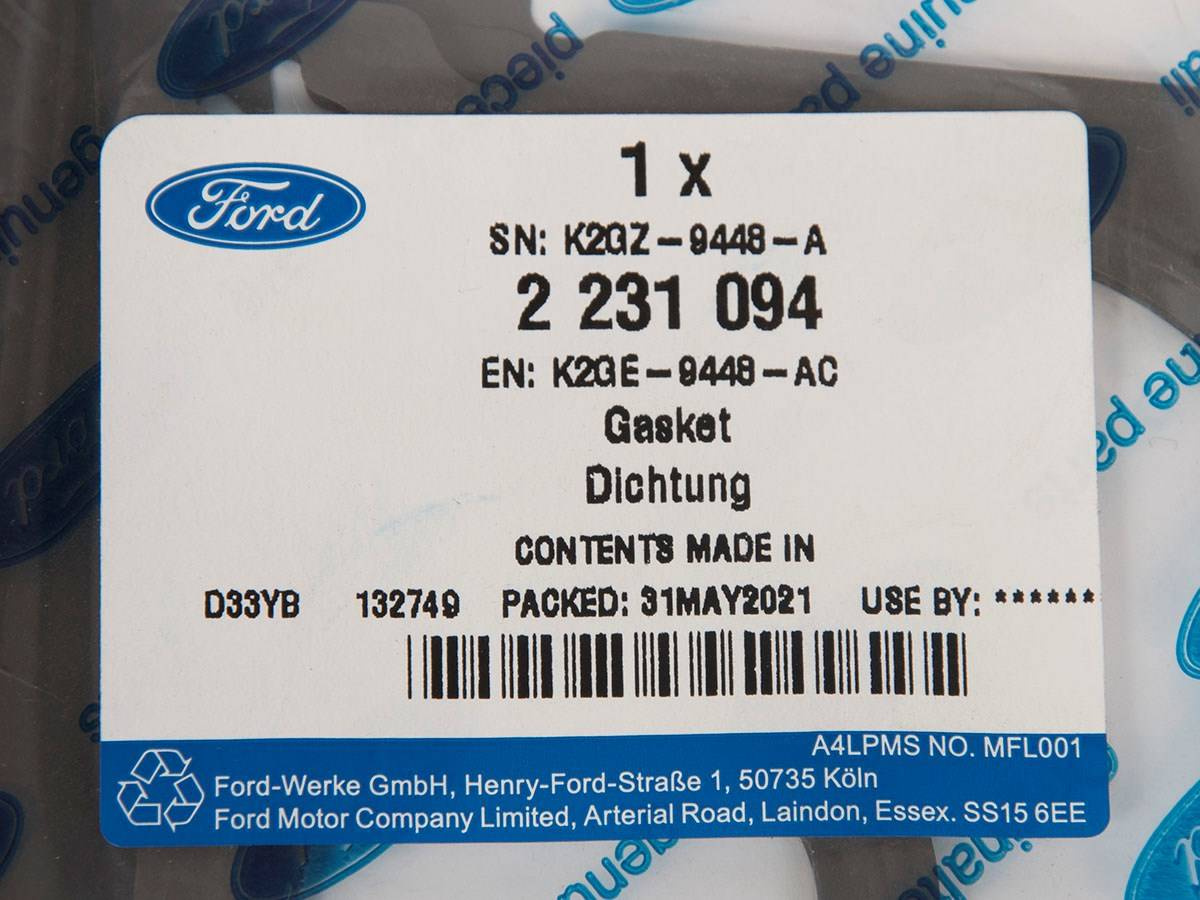 Ford
1 x
SN: K2GZ-9448-A
2 231 094
EN: K2GE-9448-AC
Gasket
Dichtung
CONTENTS MADE IN
D33YB 132749 PACKED: 31MAY2021 USE BY: ******
A4LPMS NO. MFL001
Ford-Werke GmbH, Henry-Ford-Straße 1, 50735 Köln
Ford Motor Company Limited, Arterial Road, Laindon, Essex. SS15 6EE